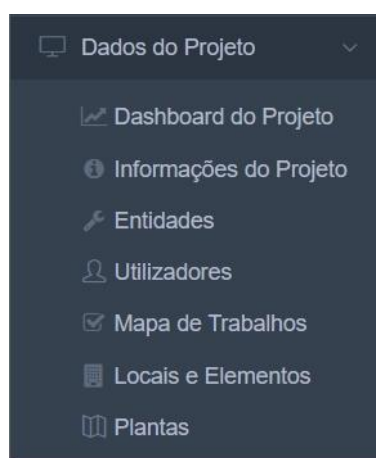 Dados do Projeto
Dashboard do Projeto
Informações do Projeto
Entidades
Utilizadores
Mapa de Trabalhos
Locais e Elementos
Plantas